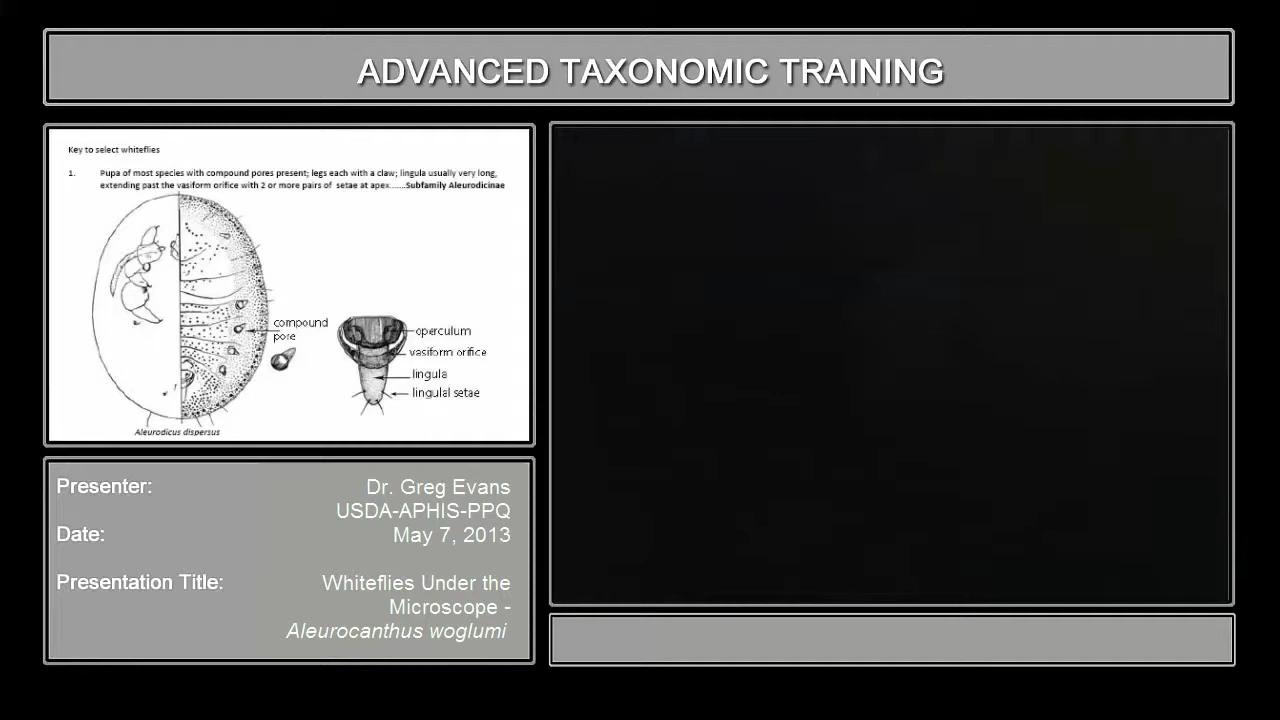 ADVANCED TAXONOMIC TRAINING
Key to select whiteflies
1. Pupa of most species with compound pores present; legs each with a claw; lingula usually very long,
extending past the vasiform orifice with 2 or more pairs of setae at apex......Subfamily Aleurodicinae
compound
pore
operculum
vasiform orifice
lingula
lingulal setae
Aleurodicus dispersus
Presenter: Dr. Greg Evans
USDA-APHIS-PPQ
Date: May 7, 2013
Presentation Title: Whiteflies Under the
Microscope -
Aleurocanthus woglumi